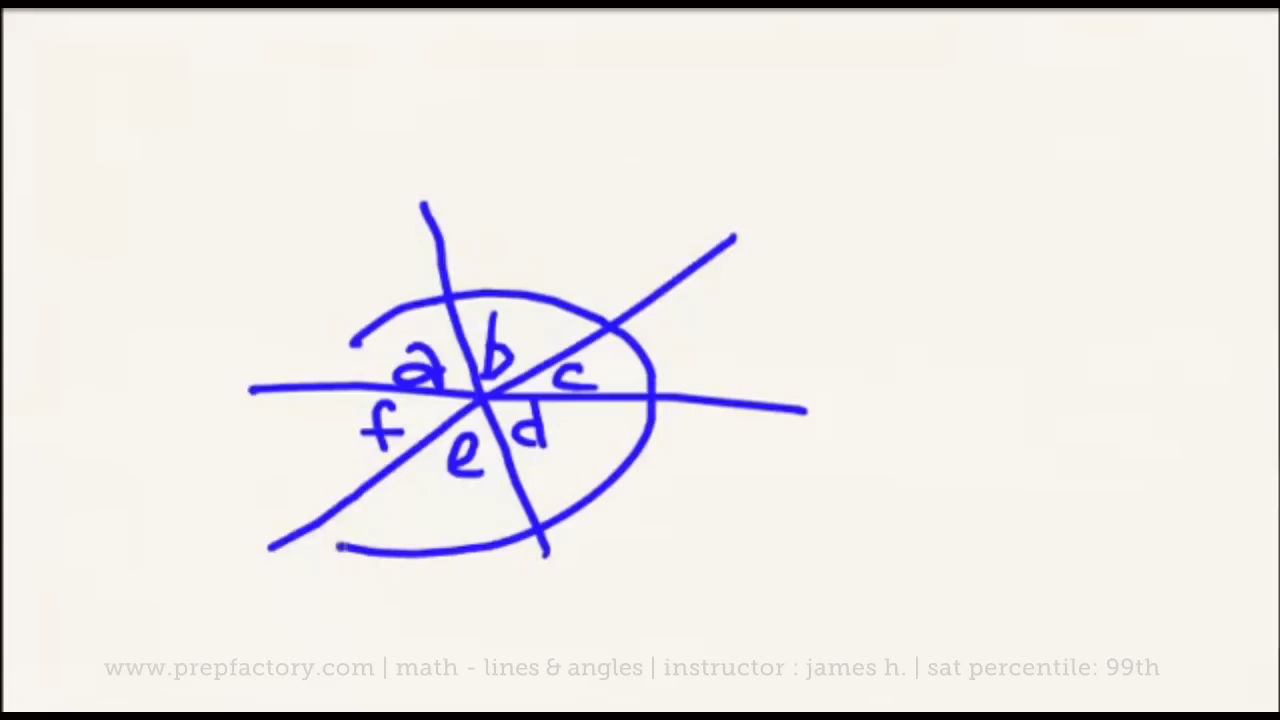 a b c
f e d
www.prepfactory.com | math - lines & angles | instructor : james h. | sat percentile: 99th